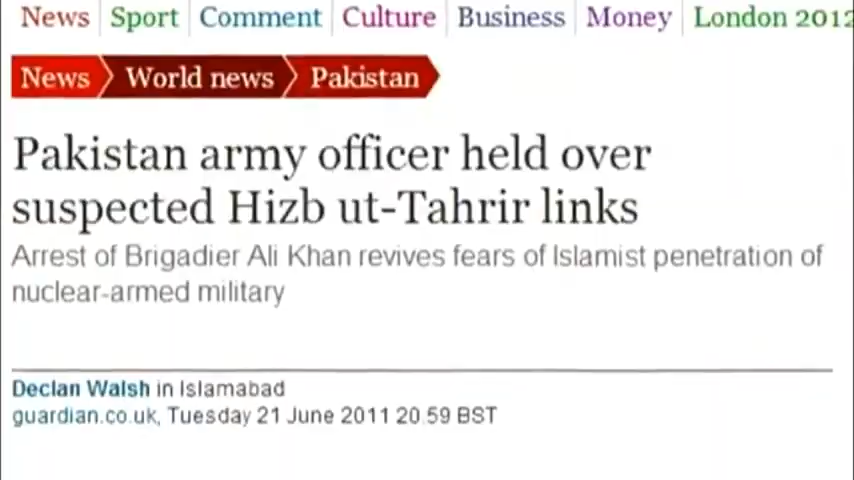 News Sport Comment Culture Business Money London 2012
News World news Pakistan
Pakistan army officer held over
suspected Hizb ut-Tahrir links
Arrest of Brigadier Ali Khan revives fears of Islamist penetration of
nuclear-armed military
Declan Walsh in Islamabad
guardian.co.uk, Tuesday 21 June 2011 20.59 BST